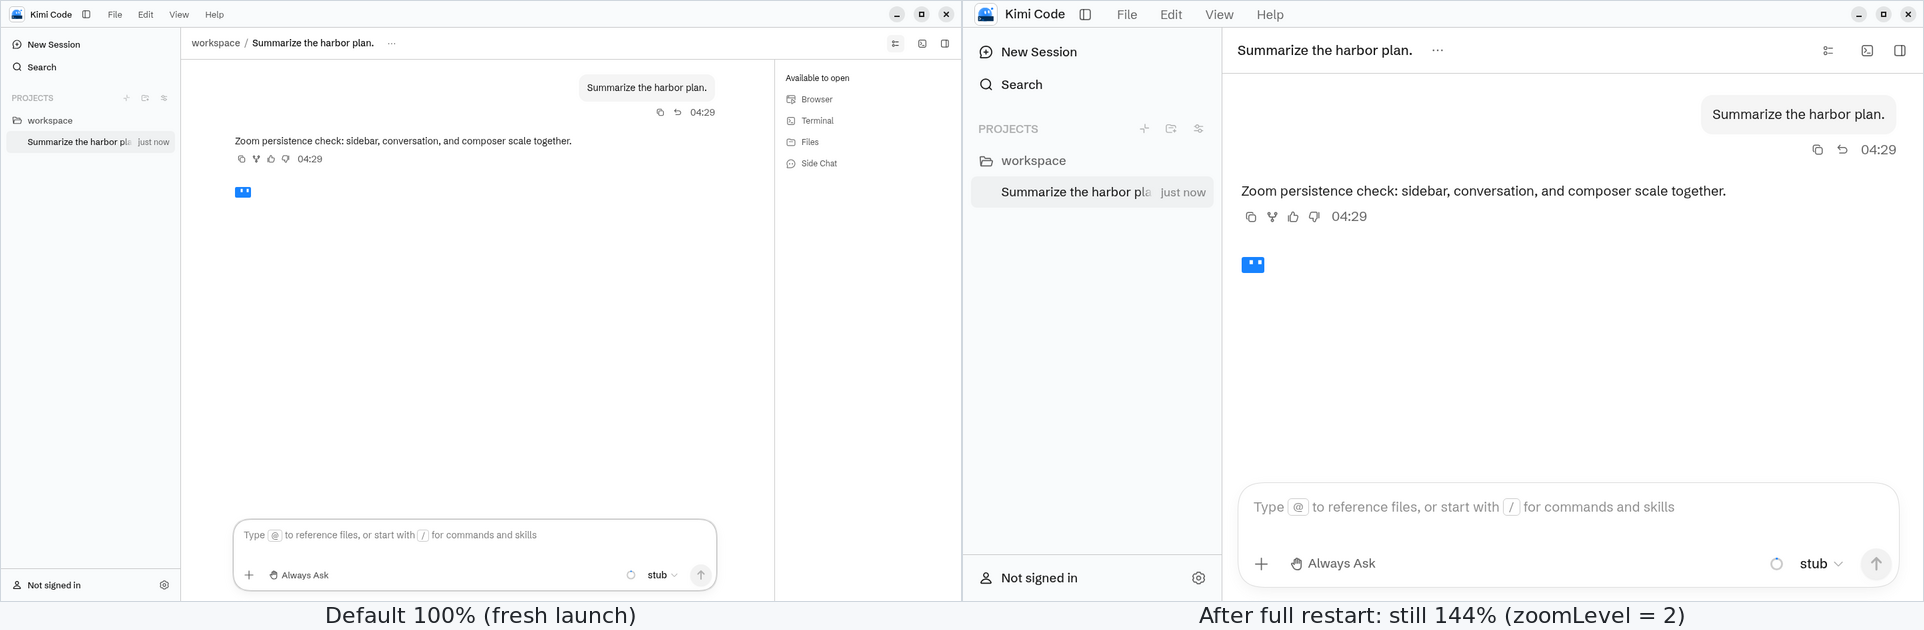 Kimi Code File Edit View Help
New Session
Search
PROJECTS
workspace
Summarize the harbor pla just now
Not signed in
workspace / Summarize the harbor plan. ...
Summarize the harbor plan.
04:29
Zoom persistence check: sidebar, conversation, and composer scale together.
04:29
Type @ to reference files, or start with / for commands and skills
Always Ask stub
Available to open
Browser
Terminal
Files
Side Chat
Default 100% (fresh launch)
Kimi Code File Edit View Help
New Session
Search
PROJECTS
workspace
Summarize the harbor pla just now
Not signed in
Summarize the harbor plan. ...
Summarize the harbor plan.
04:29
Zoom persistence check: sidebar, conversation, and composer scale together.
04:29
Type @ to reference files, or start with / for commands and skills
Always Ask stub
After full restart: still 144% (zoomLevel = 2)